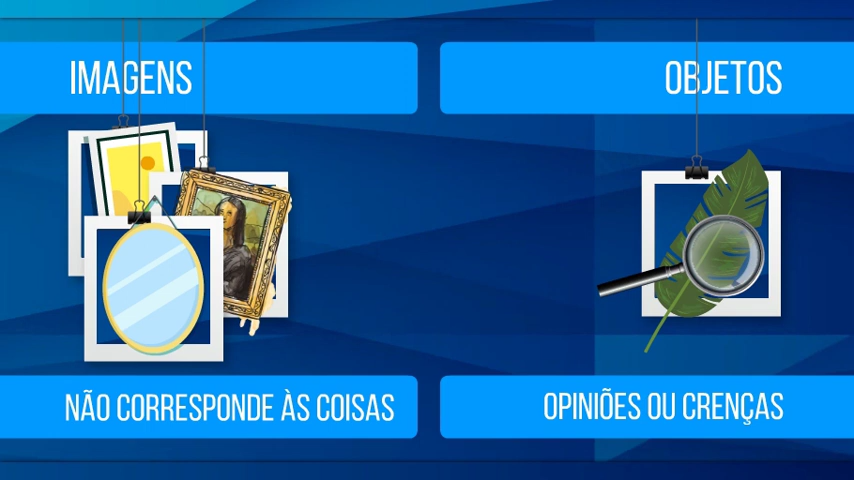 IMAGENS
OBJETOS
NÃO CORRESPONDE ÀS COISAS
OPINIÕES OU CRENÇAS